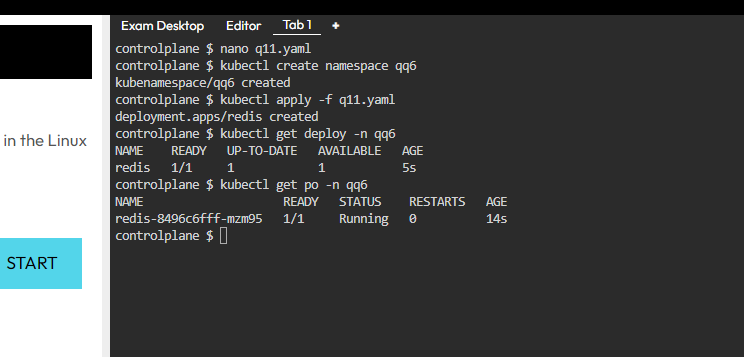 Exam Desktop Editor Tab 1 +
controlplane $ nano q11.yaml
controlplane $ kubectl create namespace qq6
kubenamespace/qq6 created
controlplane $ kubectl apply -f q11.yaml
deployment.apps/redis created
controlplane $ kubectl get deploy -n qq6
NAME READY UP-TO-DATE AVAILABLE AGE
redis 1/1 1 1 5s
controlplane $ kubectl get po -n qq6
NAME READY STATUS RESTARTS AGE
redis-8496c6fff-mzm95 1/1 Running 0 14s
controlplane $
in the Linux
START